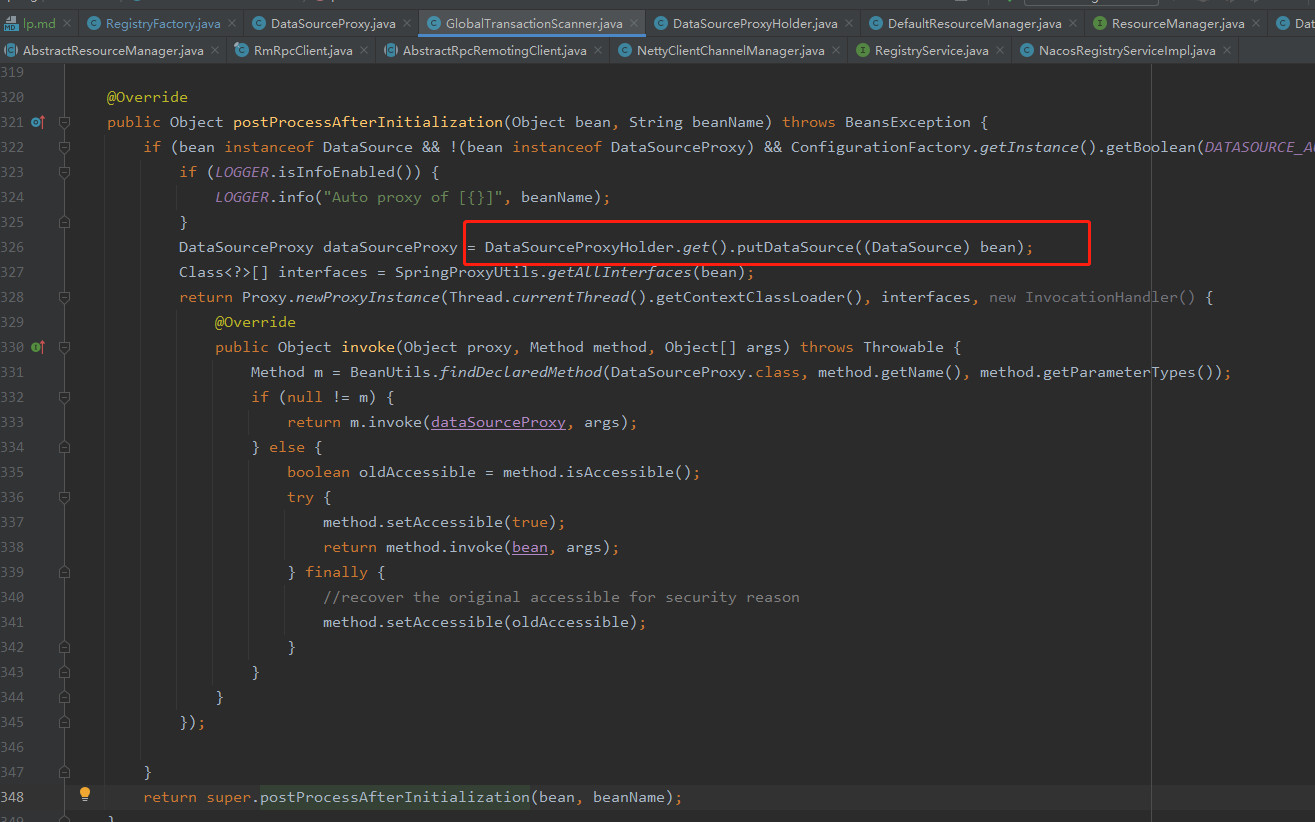 lp.md × RegistryFactory.java × DataSourceProxy.java × GlobalTransactionScanner.java × DataSourceProxyHolder.java × DefaultResourceManager.java × ResourceManager.java × Dat
AbstractResourceManager.java × RmRpcClient.java × AbstractRpcRemotingClient.java × NettyClientChannelManager.java × RegistryService.java × NacosRegistryServiceImpl.java ×
319
320 @Override
321 public Object postProcessAfterInitialization(Object bean, String beanName) throws BeansException {
322 if (bean instanceof DataSource && !(bean instanceof DataSourceProxy) && ConfigurationFactory.getInstance().getBoolean(DATASOURCE_A
323 if (LOGGER.isInfoEnabled()) {
324 LOGGER.info("Auto proxy of [{}]", beanName);
325 }
326 DataSourceProxy dataSourceProxy = DataSourceProxyHolder.get().putDataSource((DataSource) bean);
327 Class<?>[] interfaces = SpringProxyUtils.getAllInterfaces(bean);
328 return Proxy.newProxyInstance(Thread.currentThread().getContextClassLoader(), interfaces, new InvocationHandler() {
329 @Override
330 public Object invoke(Object proxy, Method method, Object[] args) throws Throwable {
331 Method m = BeanUtils.findDeclaredMethod(DataSourceProxy.class, method.getName(), method.getParameterTypes());
332 if (null != m) {
333 return m.invoke(dataSourceProxy, args);
334 } else {
335 boolean oldAccessible = method.isAccessible();
336 try {
337 method.setAccessible(true);
338 return method.invoke(bean, args);
339 } finally {
340 //recover the original accessible for security reason
341 method.setAccessible(oldAccessible);
342 }
343 }
344 }
345 });
346
347 }
348 return super.postProcessAfterInitialization(bean, beanName);
349 }